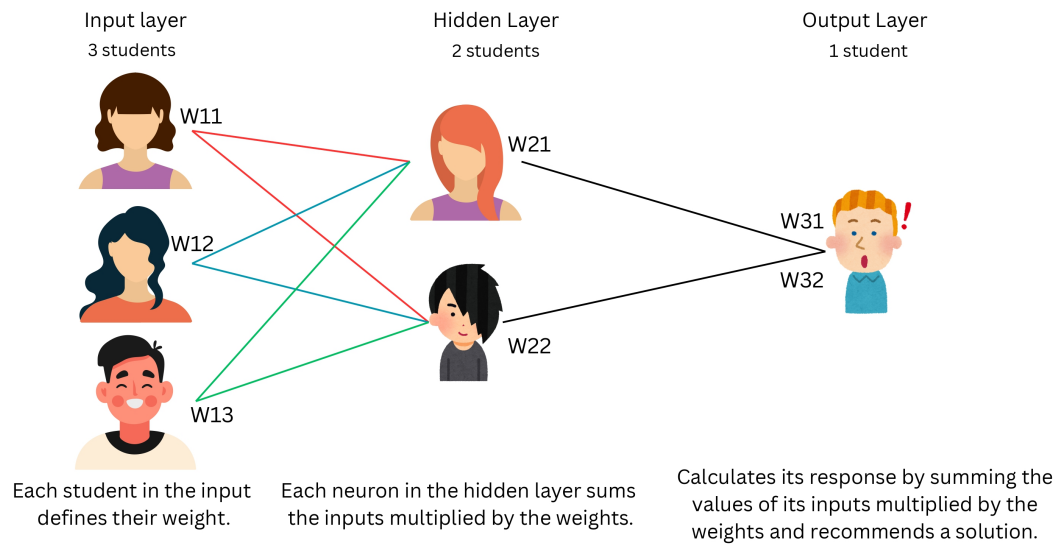 Input layer
3 students
Hidden Layer
2 students
Output Layer
1 student
W11
W12
W13
W21
W22
W31
W32
Each student in the input
defines their weight.
Each neuron in the hidden layer sums
the inputs multiplied by the weights.
Calculates its response by summing the
values of its inputs multiplied by the
weights and recommends a solution.